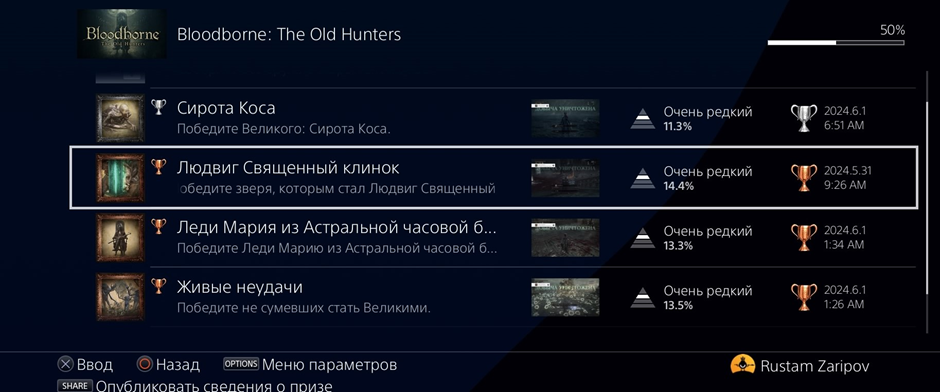 Bloodborne
Bloodborne: The Old Hunters
50%
Сирота Коса
Победите Великого: Сирота Коса.
Очень редкий
11.3%
2024.6.1
6:51 AM
Людвиг Священный клинок
обедите зверя, которым стал Людвиг Священный
Очень редкий
14.4%
2024.5.31
9:26 AM
Леди Мария из Астральной часовой б...
Победите Леди Марию из Астральной часовой б...
Очень редкий
13.3%
2024.6.1
1:34 AM
Живые неудачи
Победите не сумевших стать Великими.
Очень редкий
13.5%
2024.6.1
1:26 AM
Ввод
Назад
OPTIONS Меню параметров
Rustam Zaripov
SHARE Опубликовать сведения о призе